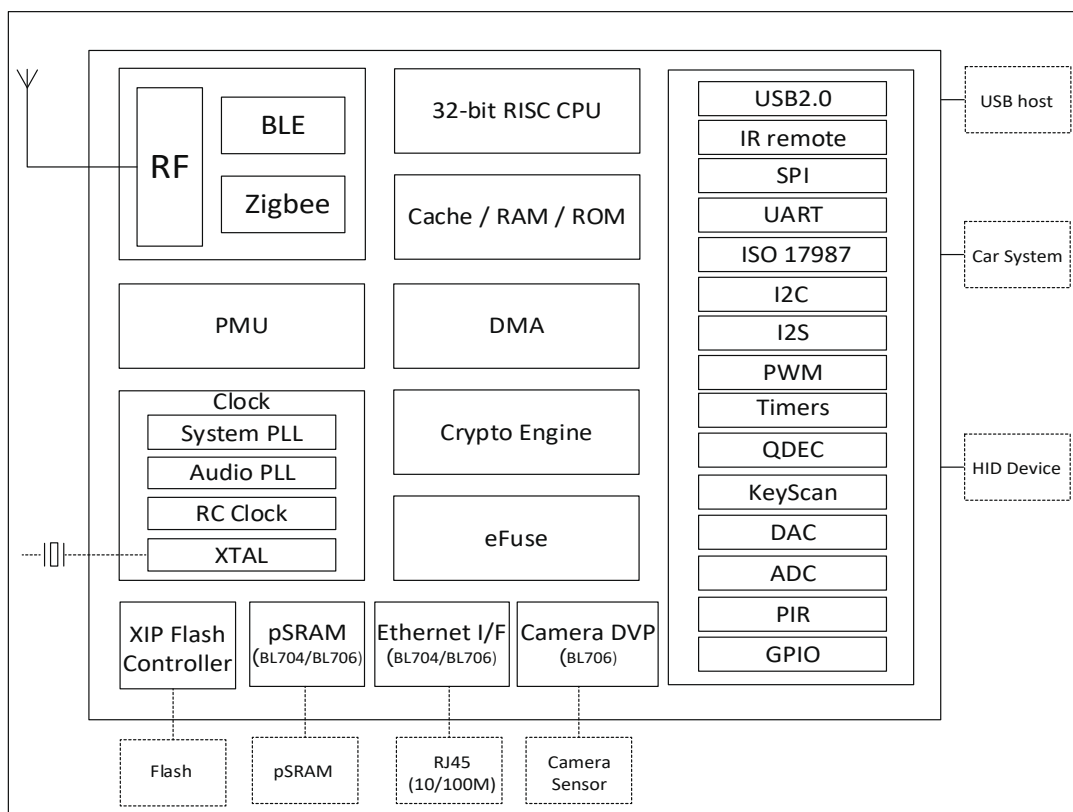 RF
BLE
Zigbee
32-bit RISC CPU
Cache / RAM / ROM
PMU
DMA
Clock
System PLL
Audio PLL
RC Clock
XTAL
Crypto Engine
eFuse
USB2.0
IR remote
SPI
UART
ISO 17987
I2C
I2S
PWM
Timers
QDEC
KeyScan
DAC
ADC
PIR
GPIO
USB host
Car System
HID Device
XIP Flash
Controller
pSRAM
(BL704/BL706)
Ethernet I/F
(BL704/BL706)
Camera DVP
(BL706)
Flash
pSRAM
RJ45
(10/100M)
Camera
Sensor